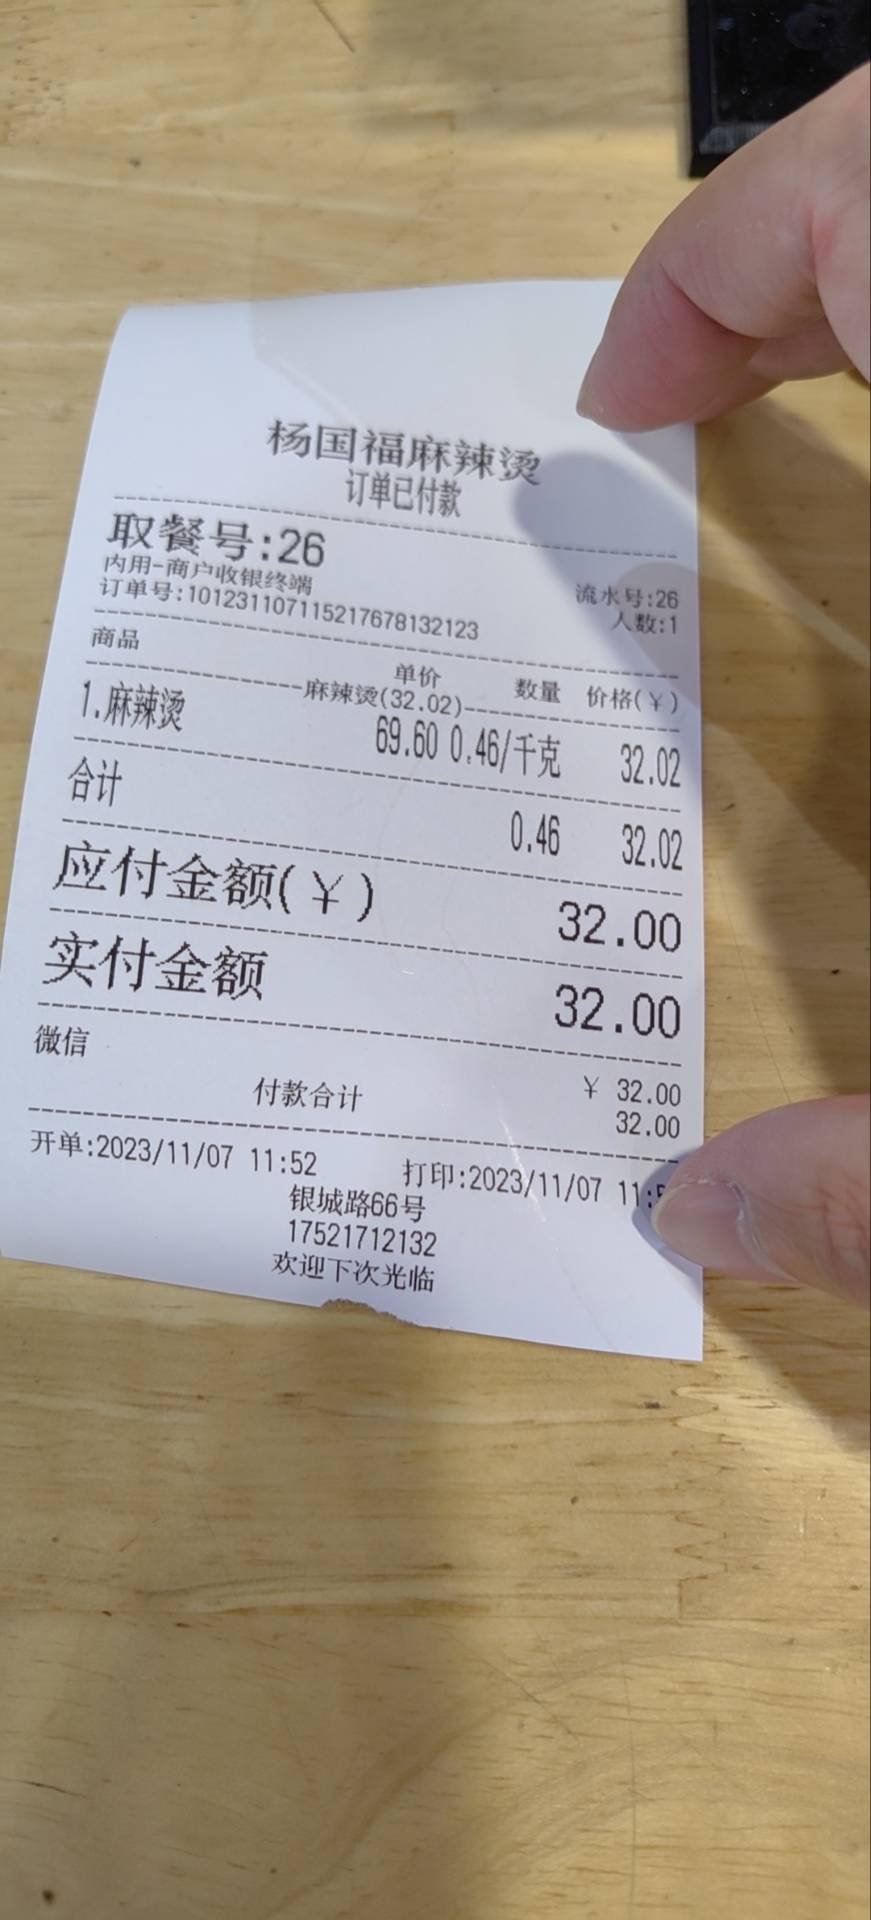 杨国福麻辣烫
订单已付款
取餐号:26
内用-商户收银终端 流水号:26
订单号:101231107115217678132123 人数:1
商品 单价 数量 价格(¥)
麻辣烫(32.02)
1.麻辣烫 69.60 0.46/千克 32.02
合计 0.46 32.02
应付金额(¥) 32.00
实付金额 32.00
微信 ¥ 32.00
付款合计 32.00
开单:2023/11/07 11:52 打印:2023/11/07
银城路66号
17521712132
欢迎下次光临